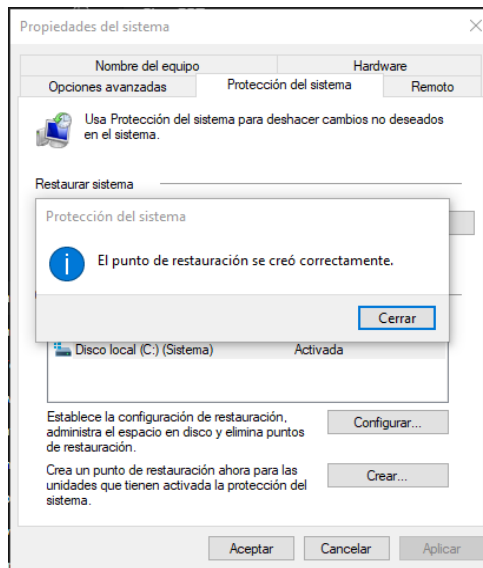 Propiedades del sistema
Nombre del equipo
Hardware
Opciones avanzadas
Protección del sistema
Remoto
Usa Protección del sistema para deshacer cambios no deseados
en el sistema.
Restaurar sistema
Protección del sistema
El punto de restauración se creó correctamente.
Cerrar
Disco local (C:) (Sistema)
Activada
Establece la configuración de restauración,
administra el espacio en disco y elimina puntos
de restauración.
Configurar...
Crea un punto de restauración ahora para las
unidades que tienen activada la protección del
sistema.
Crear...
Aceptar
Cancelar
Aplicar